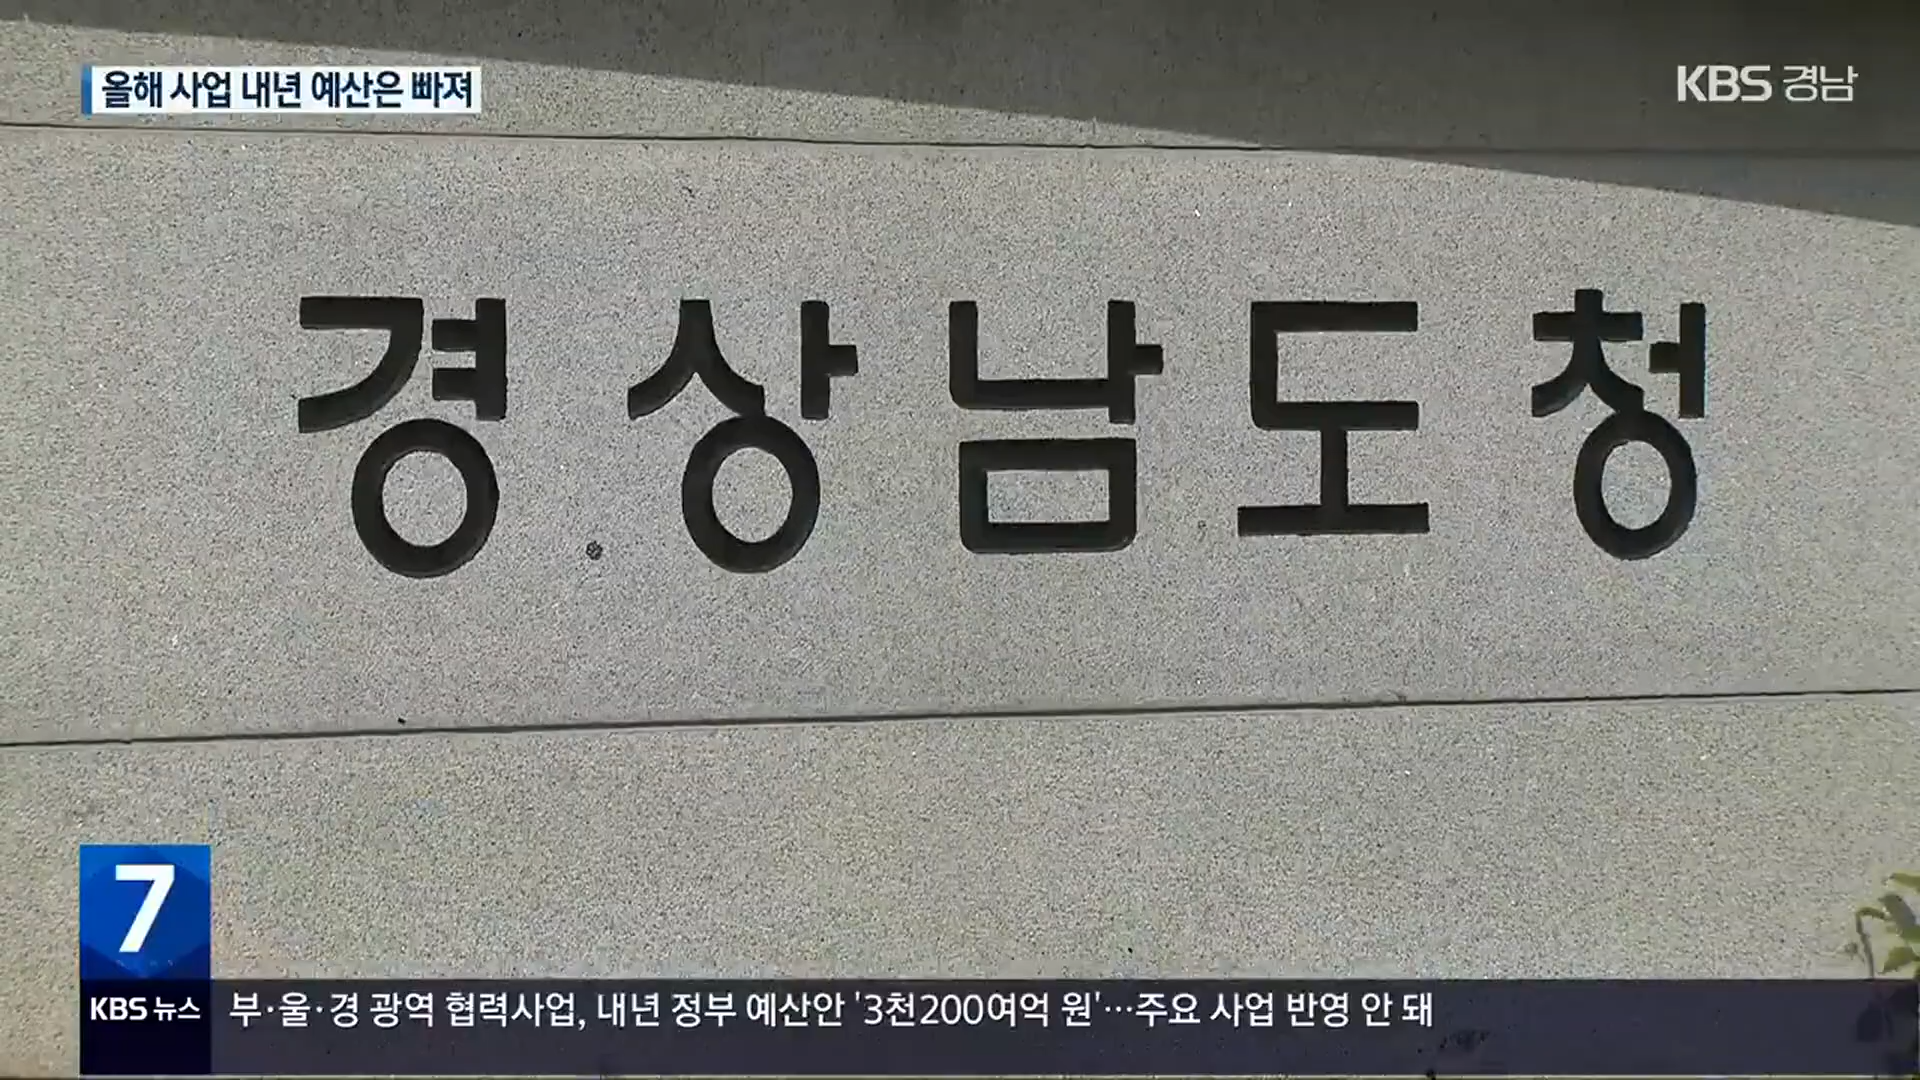 올해 사업 내년 예산은 빠져
KBS 경남
경상남도청
7
KBS 뉴스
부·울·경 광역 협력사업, 내년 정부 예산안 '3천200여억 원'…주요 사업 반영 안 돼